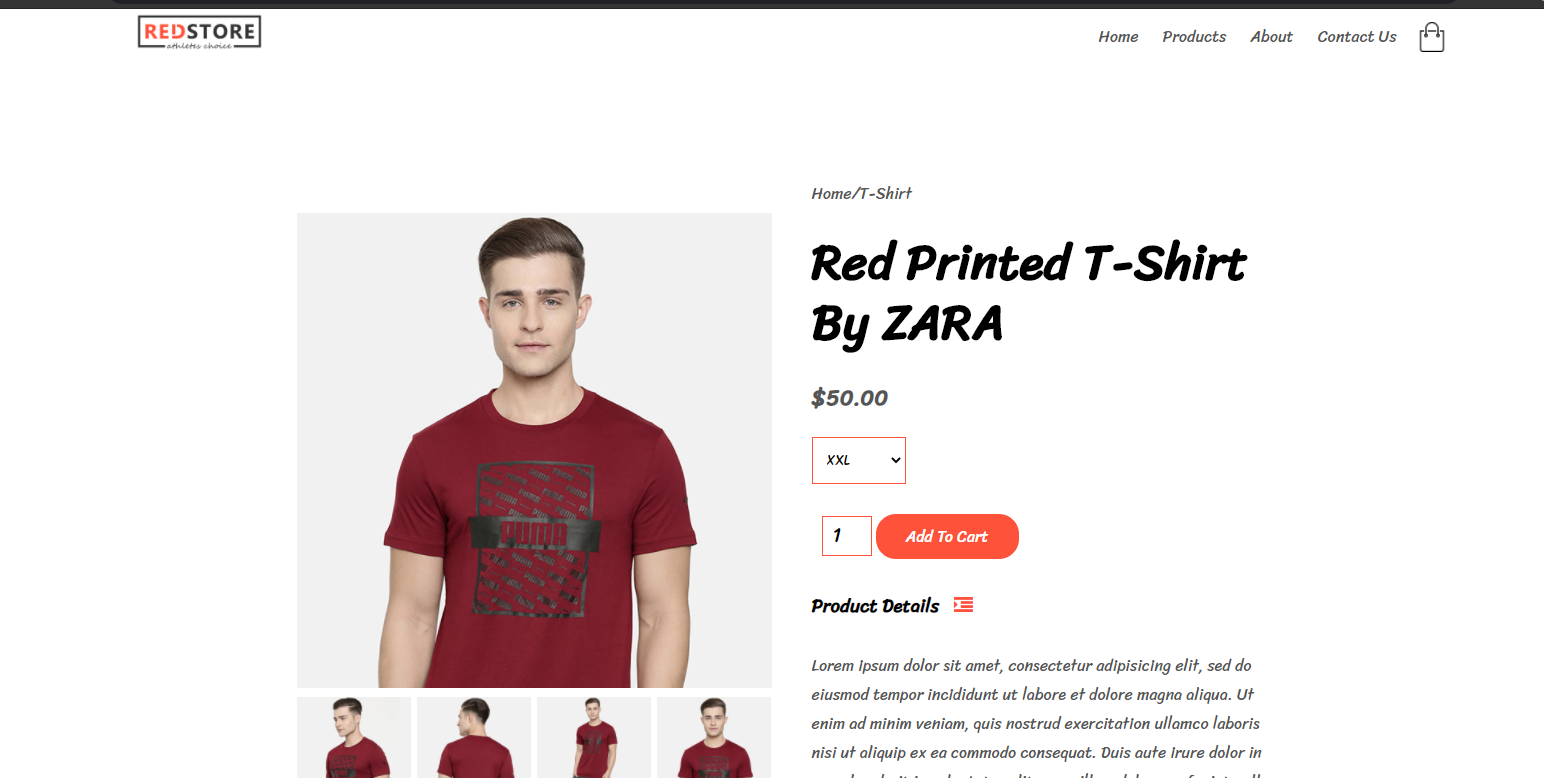 REDSTORE
athletes choice
Home Products About Contact Us
Home/T-Shirt
Red Printed T-Shirt
By ZARA
$50.00
XXL
1 Add To Cart
Product Details
Lorem ipsum dolor sit amet, consectetur adipisicing elit, sed do
eiusmod tempor incididunt ut labore et dolore magna aliqua. Ut
enim ad minim veniam, quis nostrud exercitation ullamco laboris
nisi ut aliquip ex ea commodo consequat. Duis aute irure dolor in
PUMA